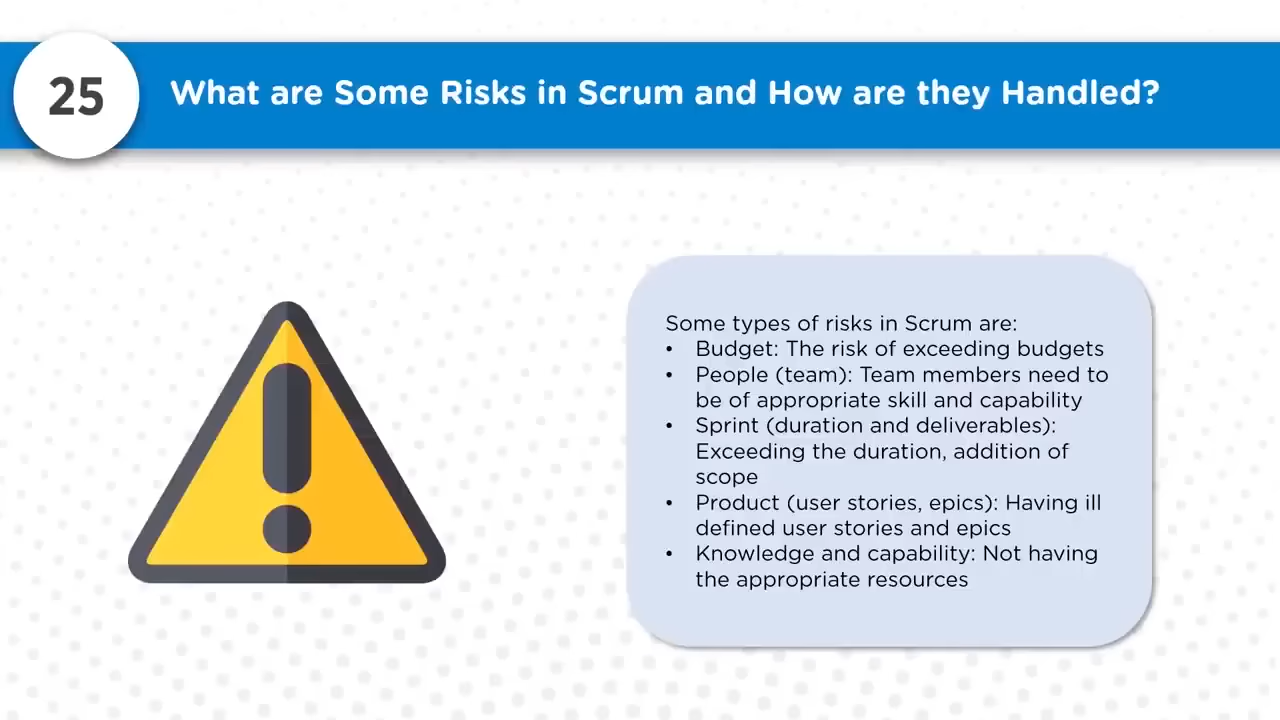 25
What are Some Risks in Scrum and How are they Handled?
Some types of risks in Scrum are:
• Budget: The risk of exceeding budgets
• People (team): Team members need to
be of appropriate skill and capability
• Sprint (duration and deliverables):
Exceeding the duration, addition of
scope
• Product (user stories, epics): Having ill
defined user stories and epics
• Knowledge and capability: Not having
the appropriate resources